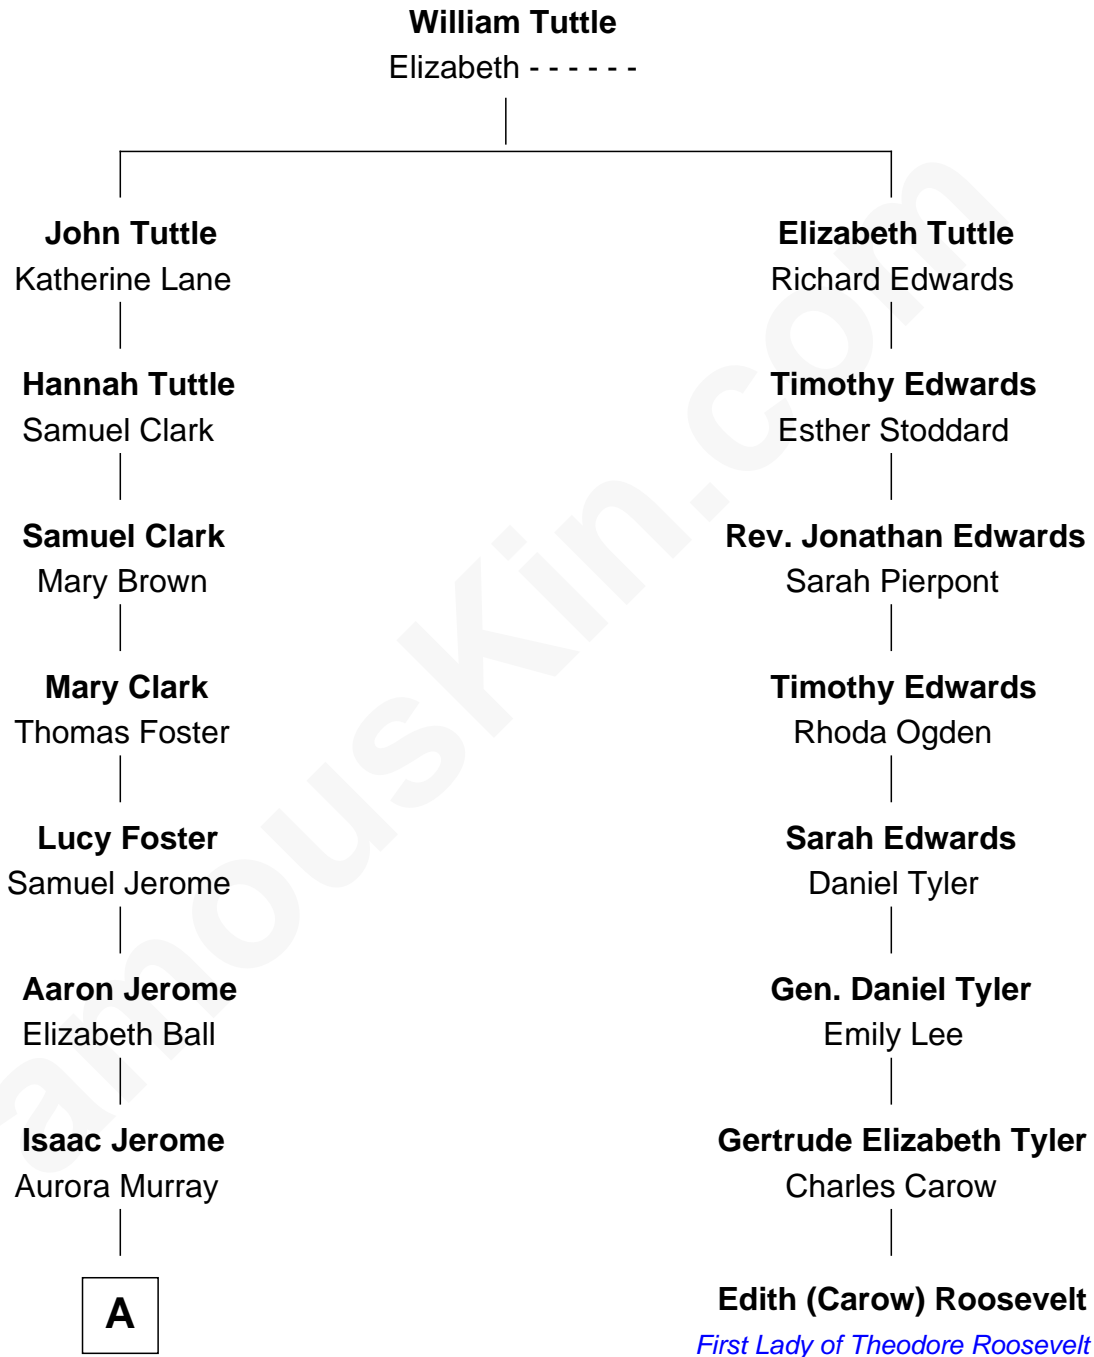 William Tuttle
Elizabeth - - - - - -
John Tuttle
Katherine Lane
Elizabeth Tuttle
Richard Edwards
Hannah Tuttle
Samuel Clark
Timothy Edwards
Esther Stoddard
Samuel Clark
Mary Brown
Rev. Jonathan Edwards
Sarah Pierpont
Mary Clark
Thomas Foster
Timothy Edwards
Rhoda Ogden
Lucy Foster
Samuel Jerome
Sarah Edwards
Daniel Tyler
Aaron Jerome
Elizabeth Ball
Gen. Daniel Tyler
Emily Lee
Isaac Jerome
Aurora Murray
Gertrude Elizabeth Tyler
Charles Carow
A
Edith (Carow) Roosevelt
First Lady of Theodore Roosevelt
amousKin.com